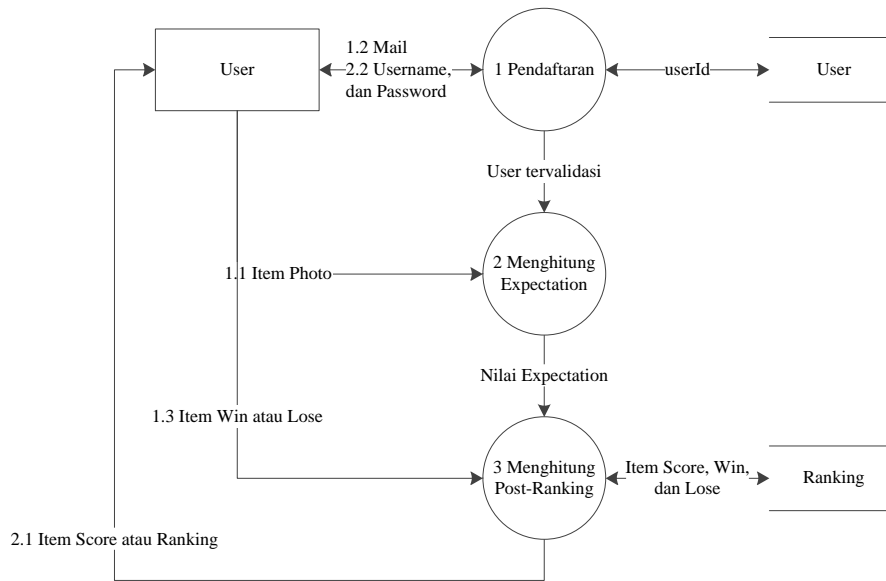 User
1.2 Mail
2.2 Username,
dan Password
1 Pendaftaran
userId
User
User tervalidasi
1.1 Item Photo
2 Menghitung
Expectation
Nilai Expectation
1.3 Item Win atau Lose
3 Menghitung
Post-Ranking
Item Score, Win,
dan Lose
Ranking
2.1 Item Score atau Ranking